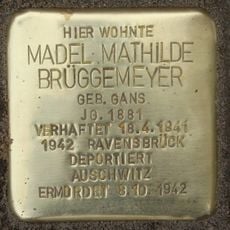 HIER WOHNTE
MADEL MATHILDE
BRÜGGEMEYER
GEB. GANS
JG. 1881
VERHAFTET 18.4.1941
1942 RAVENSBRÜCK
DEPORTIERT
AUSCHWITZ
ERMORDET 8.10.1942